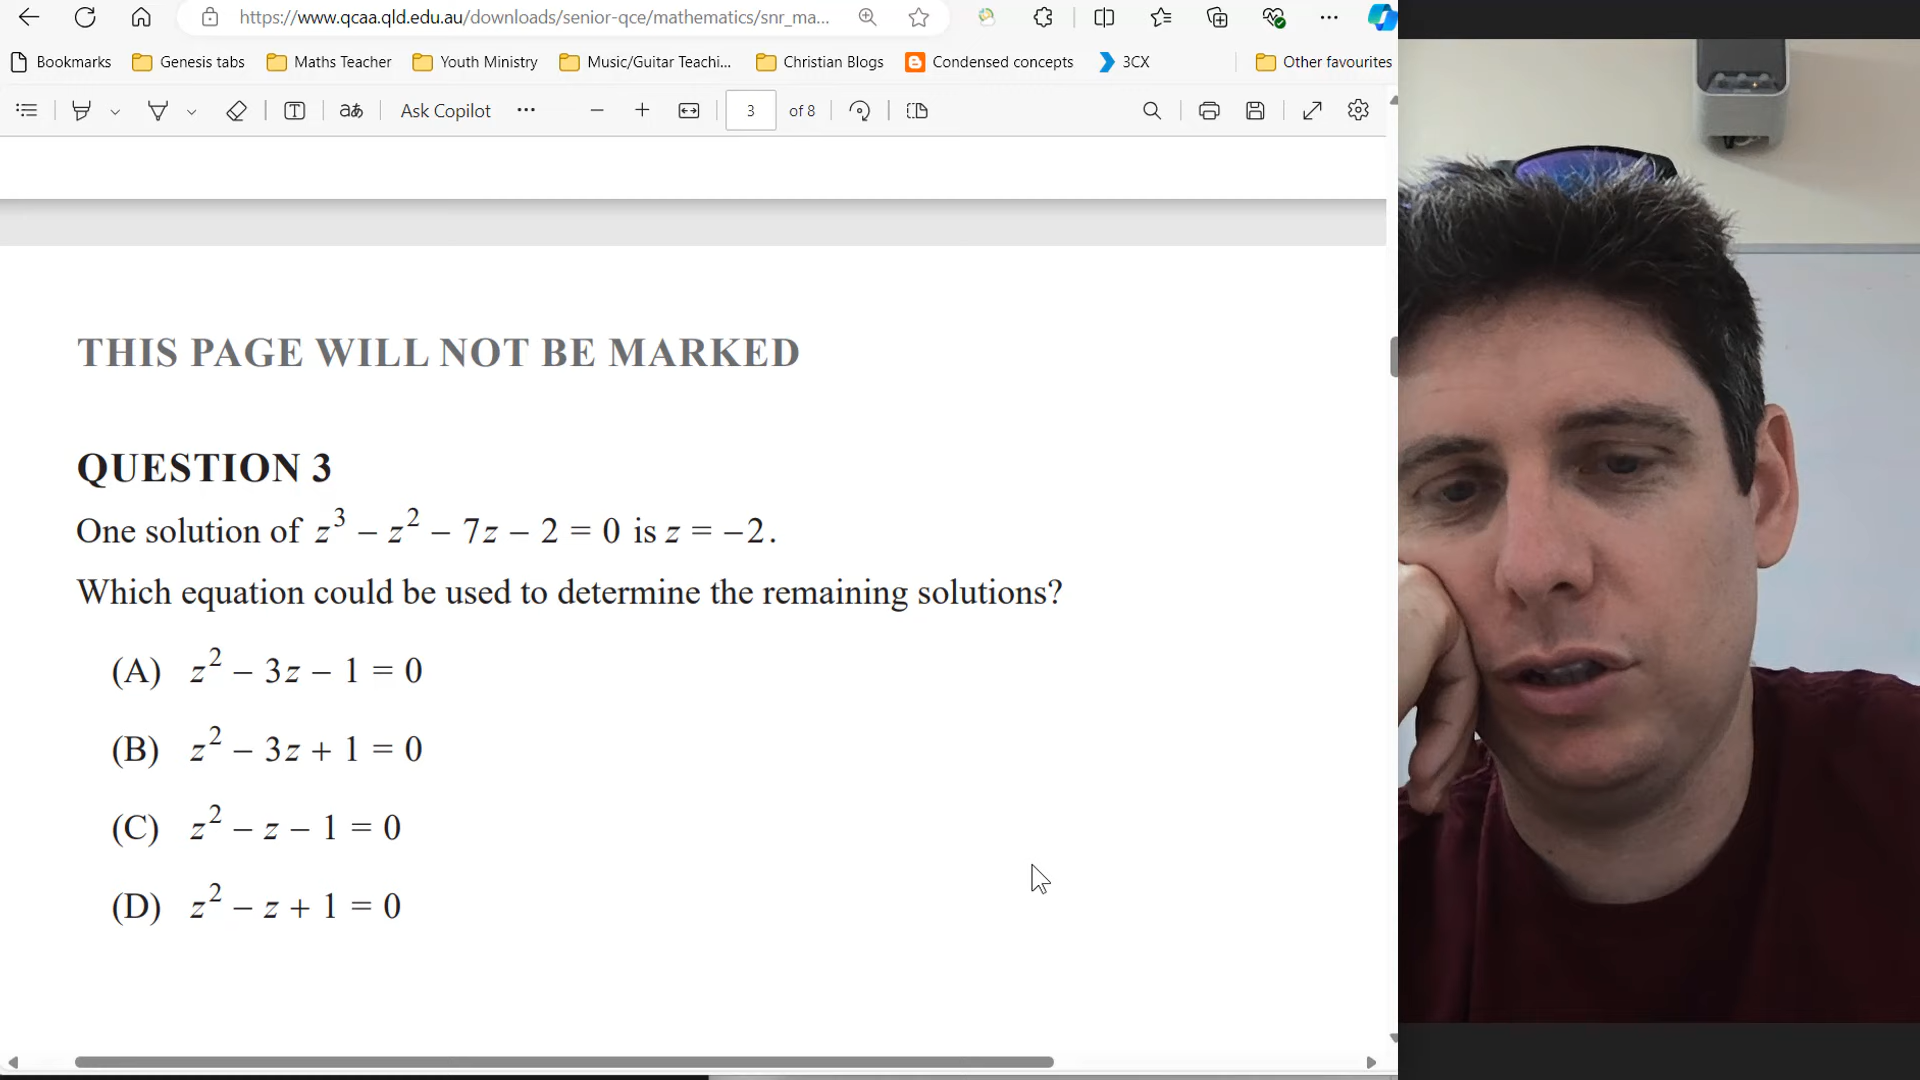 https://www.qcaa.qld.edu.au/downloads/senior-qce/mathematics/snr_ma...
Bookmarks Genesis tabs Maths Teacher Youth Ministry Music/Guitar Teachi... Christian Blogs Condensed concepts 3CX Other favourites
aあ Ask Copilot 3 of 8
THIS PAGE WILL NOT BE MARKED
QUESTION 3
One solution of z³ − z² − 7z − 2 = 0 is z = −2.
Which equation could be used to determine the remaining solutions?
(A) z² − 3z − 1 = 0
(B) z² − 3z + 1 = 0
(C) z² − z − 1 = 0
(D) z² − z + 1 = 0